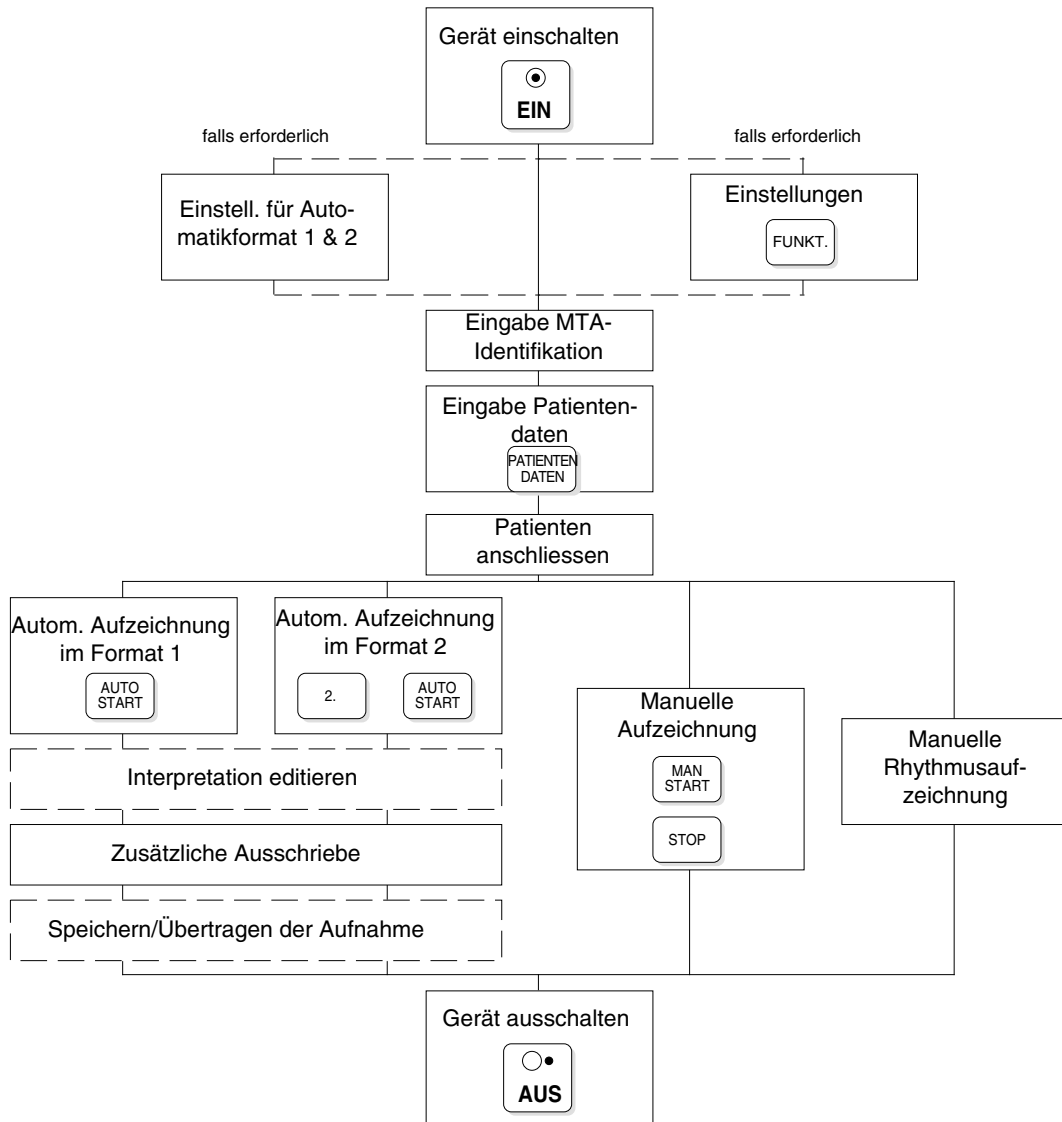 Gerät einschalten
EIN
falls erforderlich
falls erforderlich
Einstell. für Auto-
matikformat 1 & 2
Einstellungen
FUNKT.
Eingabe MTA-
Identifikation
Eingabe Patienten-
daten
PATIENTEN
DATEN
Patienten
anschliessen
Autom. Aufzeichnung
im Format 1
AUTO
START
Autom. Aufzeichnung
im Format 2
2.
AUTO
START
Manuelle
Aufzeichnung
MAN
START
STOP
Manuelle
Rhythmusauf-
zeichnung
Interpretation editieren
Zusätzliche Ausschriebe
Speichern/Übertragen der Aufnahme
Gerät ausschalten
AUS